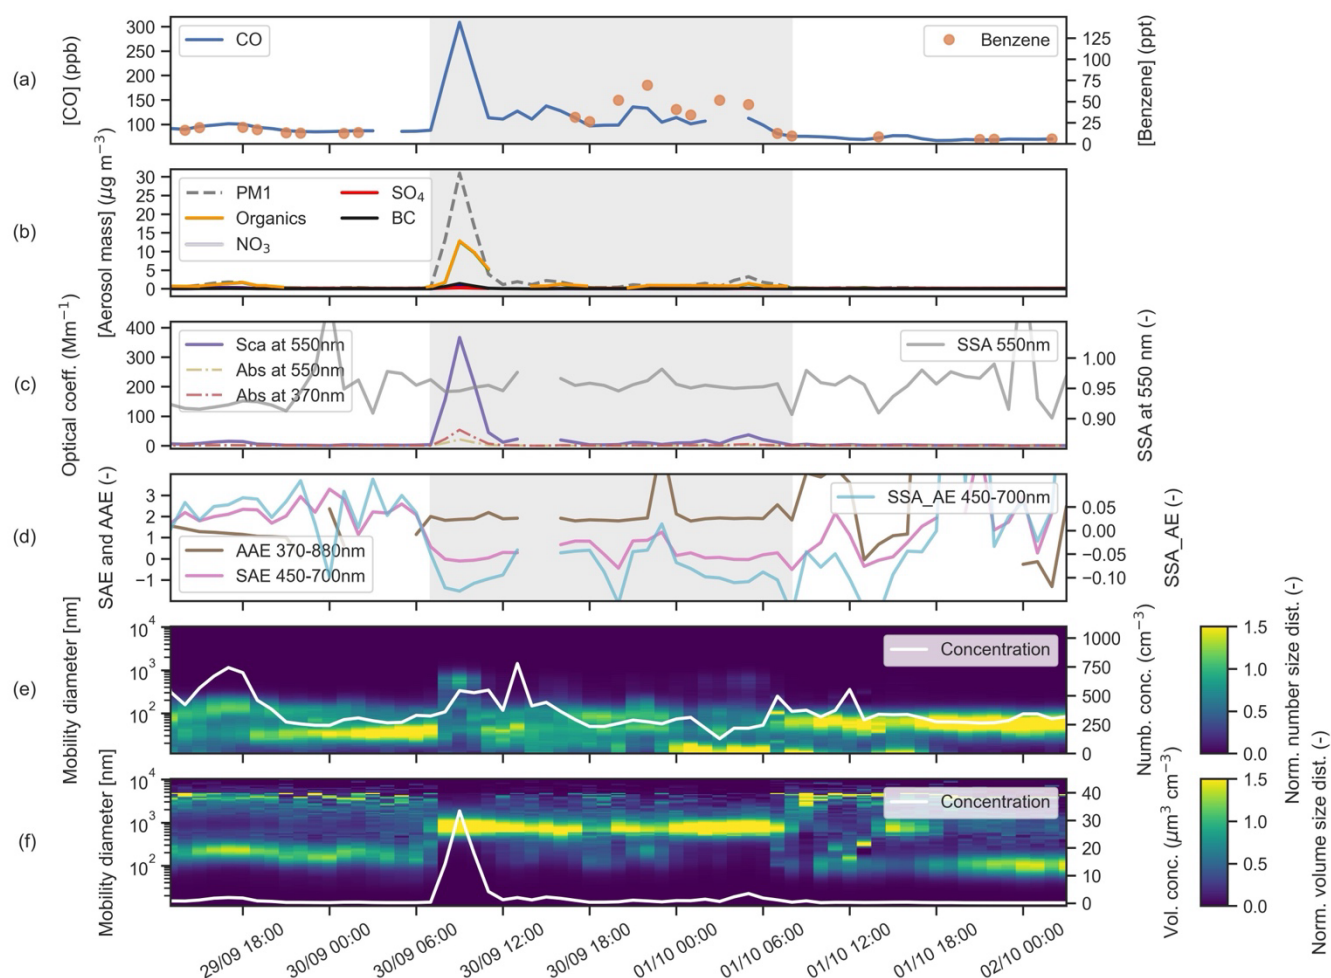 (a)
[CO] (ppb)
300
250
200
150
100
CO
Benzene
125
100
75
50
25
0
[Benzene] (ppt)
(b)
[Aerosol mass] (μg m⁻³)
30
25
20
15
10
5
0
PM1
Organics
NO₃
SO₄
BC
(c)
Optical coeff. (Mm⁻¹)
400
300
200
100
0
Sca at 550nm
Abs at 550nm
Abs at 370nm
SSA 550nm
1.00
0.95
0.90
SSA at 550 nm (-)
(d)
SAE and AAE (-)
3
2
1
0
−1
AAE 370-880nm
SAE 450-700nm
SSA_AE 450-700nm
0.05
0.00
−0.05
−0.10
SSA_AE (-)
(e)
Mobility diameter [nm]
10⁴
10³
10²
Concentration
1000
750
500
250
0
Numb. conc. (cm⁻³)
1.5
1.0
0.5
0.0
Norm. number size dist. (-)
(f)
Mobility diameter [nm]
10⁴
10³
10²
Concentration
40
30
20
10
0
Vol. conc. (μm³ cm⁻³)
1.5
1.0
0.5
0.0
Norm. volume size dist. (-)
29/09 18:00
30/09 00:00
30/09 06:00
30/09 12:00
30/09 18:00
01/10 00:00
01/10 06:00
01/10 12:00
01/10 18:00
02/10 00:00